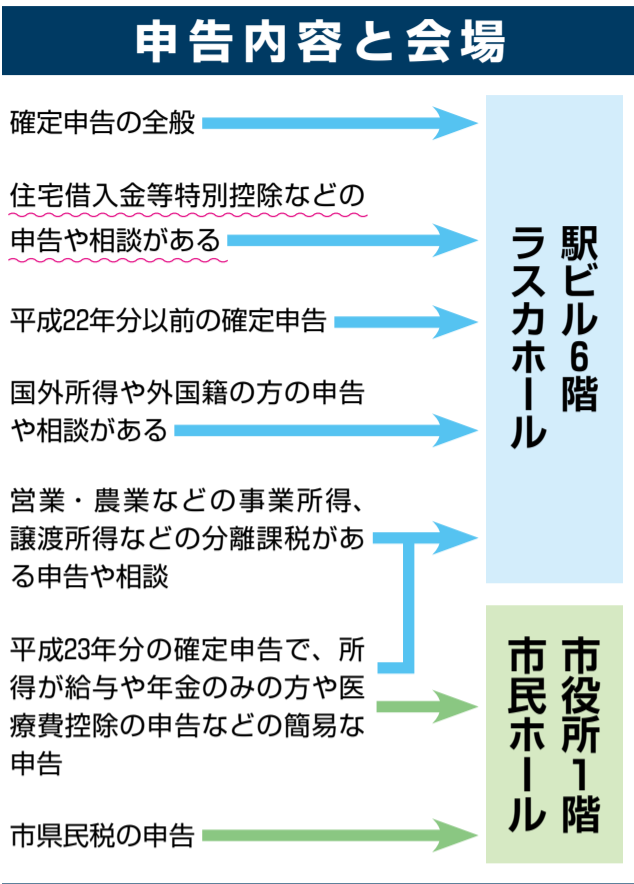 申告内容と会場
確定申告の全般
住宅借入金等特別控除などの
申告や相談がある
平成22年分以前の確定申告
国外所得や外国籍の方の申告
や相談がある
営業・農業などの事業所得、
譲渡所得などの分離課税があ
る申告や相談
平成23年分の確定申告で、所
得が給与や年金のみの方や医
療費控除の申告などの簡易な
申告
市県民税の申告
駅ビル6階
ラスカホール
市役所1階
市民ホール